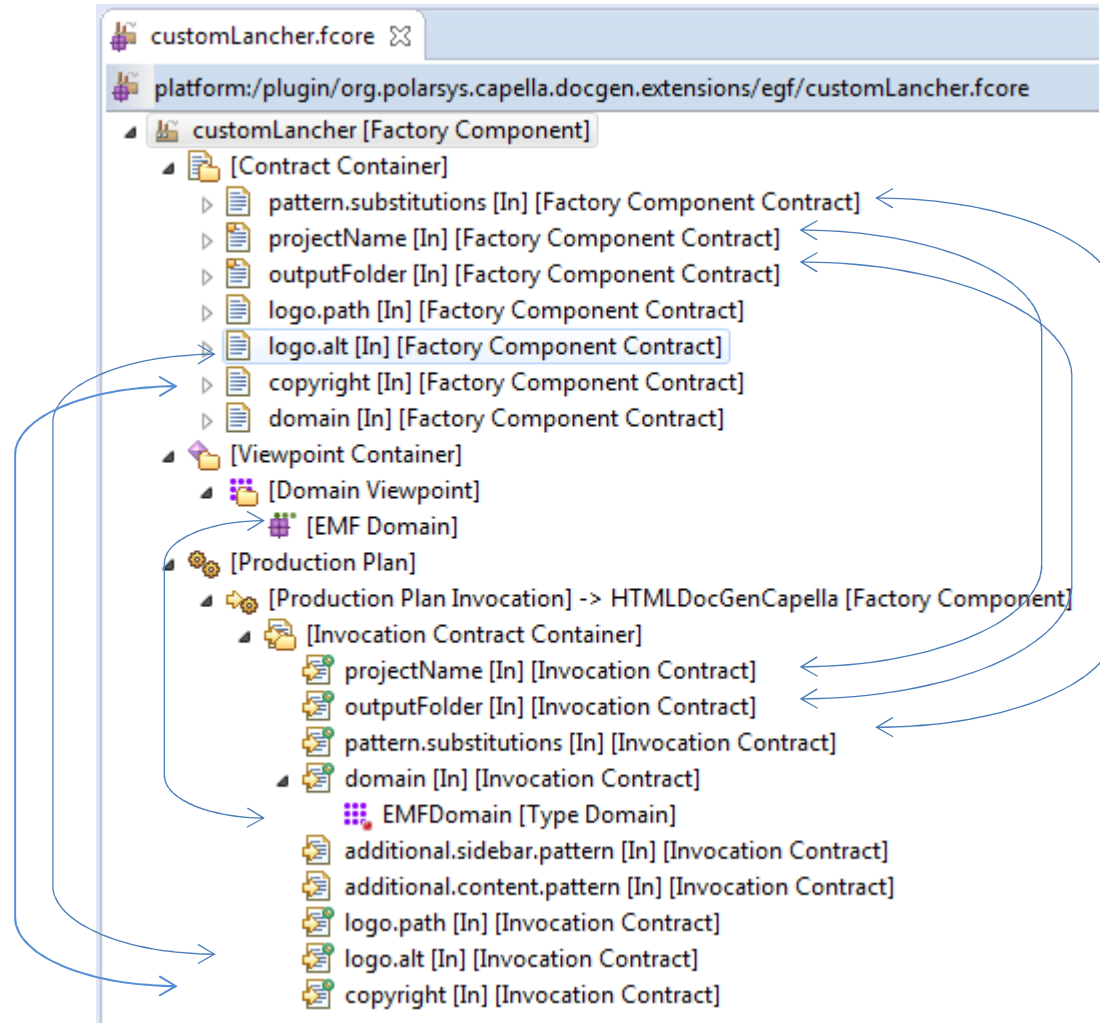 customLancher.fcore
platform:/plugin/org.polarsys.capella.docgen.extensions/egf/customLancher.fcore
customLancher [Factory Component]
[Contract Container]
pattern.substitutions [In] [Factory Component Contract]
projectName [In] [Factory Component Contract]
outputFolder [In] [Factory Component Contract]
logo.path [In] [Factory Component Contract]
logo.alt [In] [Factory Component Contract]
copyright [In] [Factory Component Contract]
domain [In] [Factory Component Contract]
[Viewpoint Container]
[Domain Viewpoint]
[EMF Domain]
[Production Plan]
[Production Plan Invocation] -> HTMLDocGenCapella [Factory Component]
[Invocation Contract Container]
projectName [In] [Invocation Contract]
outputFolder [In] [Invocation Contract]
pattern.substitutions [In] [Invocation Contract]
domain [In] [Invocation Contract]
EMFDomain [Type Domain]
additional.sidebar.pattern [In] [Invocation Contract]
additional.content.pattern [In] [Invocation Contract]
logo.path [In] [Invocation Contract]
logo.alt [In] [Invocation Contract]
copyright [In] [Invocation Contract]